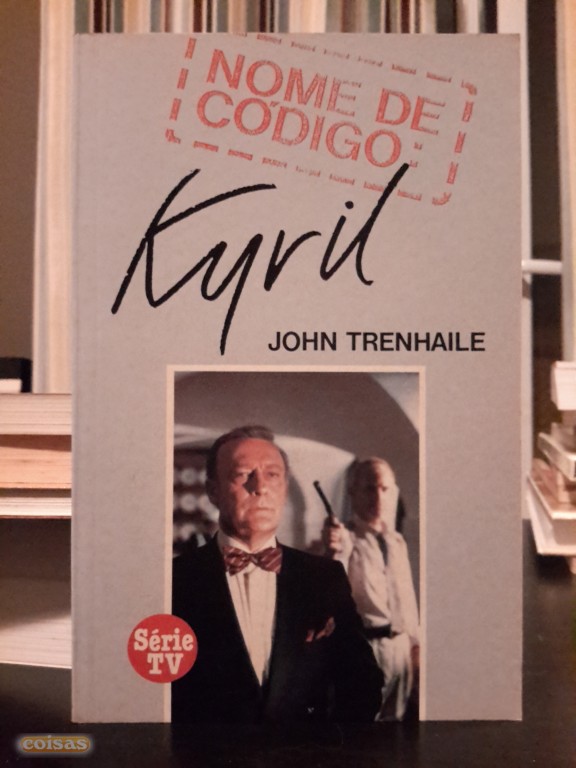 NOME DE
CÓDIGO:
Kyril
JOHN TRENHAILE
Série
TV
coisas